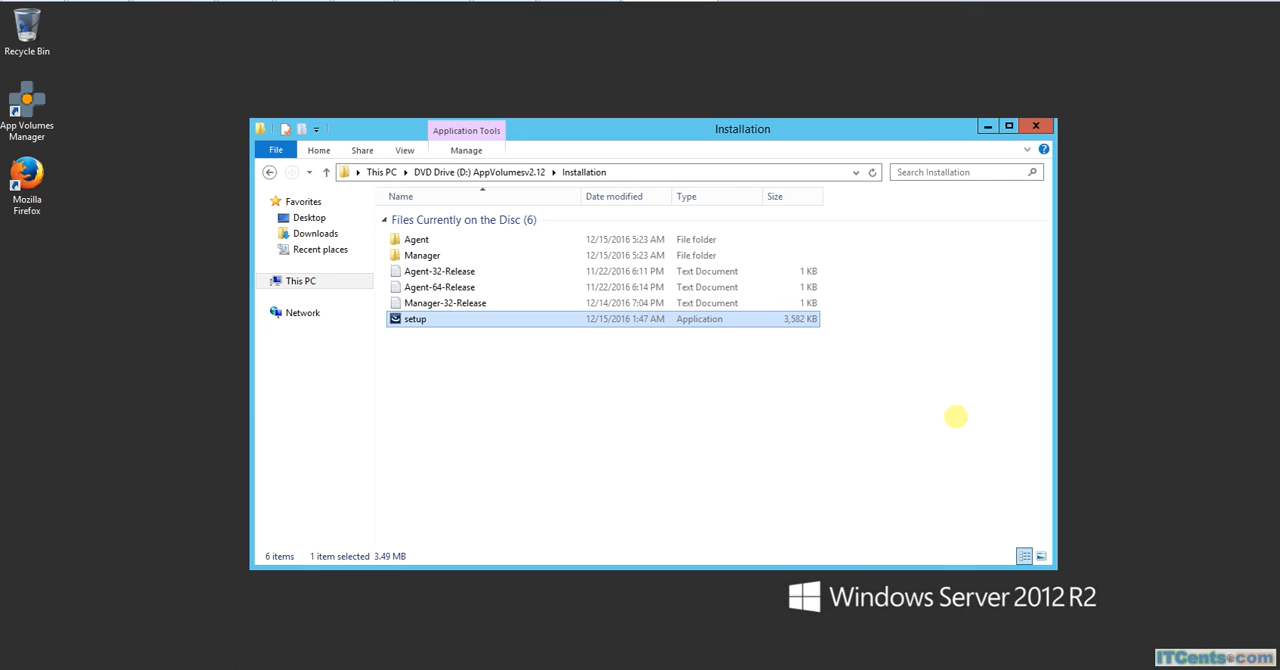 Recycle Bin
App Volumes
Manager
Mozilla
Firefox
Application Tools
Installation
File Home Share View Manage
This PC DVD Drive (D:) AppVolumesv2.12 Installation
Search Installation
Favorites
Desktop
Downloads
Recent places
This PC
Network
Name Date modified Type Size
Files Currently on the Disc (6)
Agent 12/15/2016 5:23 AM File folder
Manager 12/15/2016 5:23 AM File folder
Agent-32-Release 11/22/2016 6:11 PM Text Document 1 KB
Agent-64-Release 11/22/2016 6:14 PM Text Document 1 KB
Manager-32-Release 12/14/2016 7:04 PM Text Document 1 KB
setup 12/15/2016 1:47 AM Application 3,582 KB
6 items 1 item selected 3.49 MB
Windows Server 2012 R2
ITCents.com